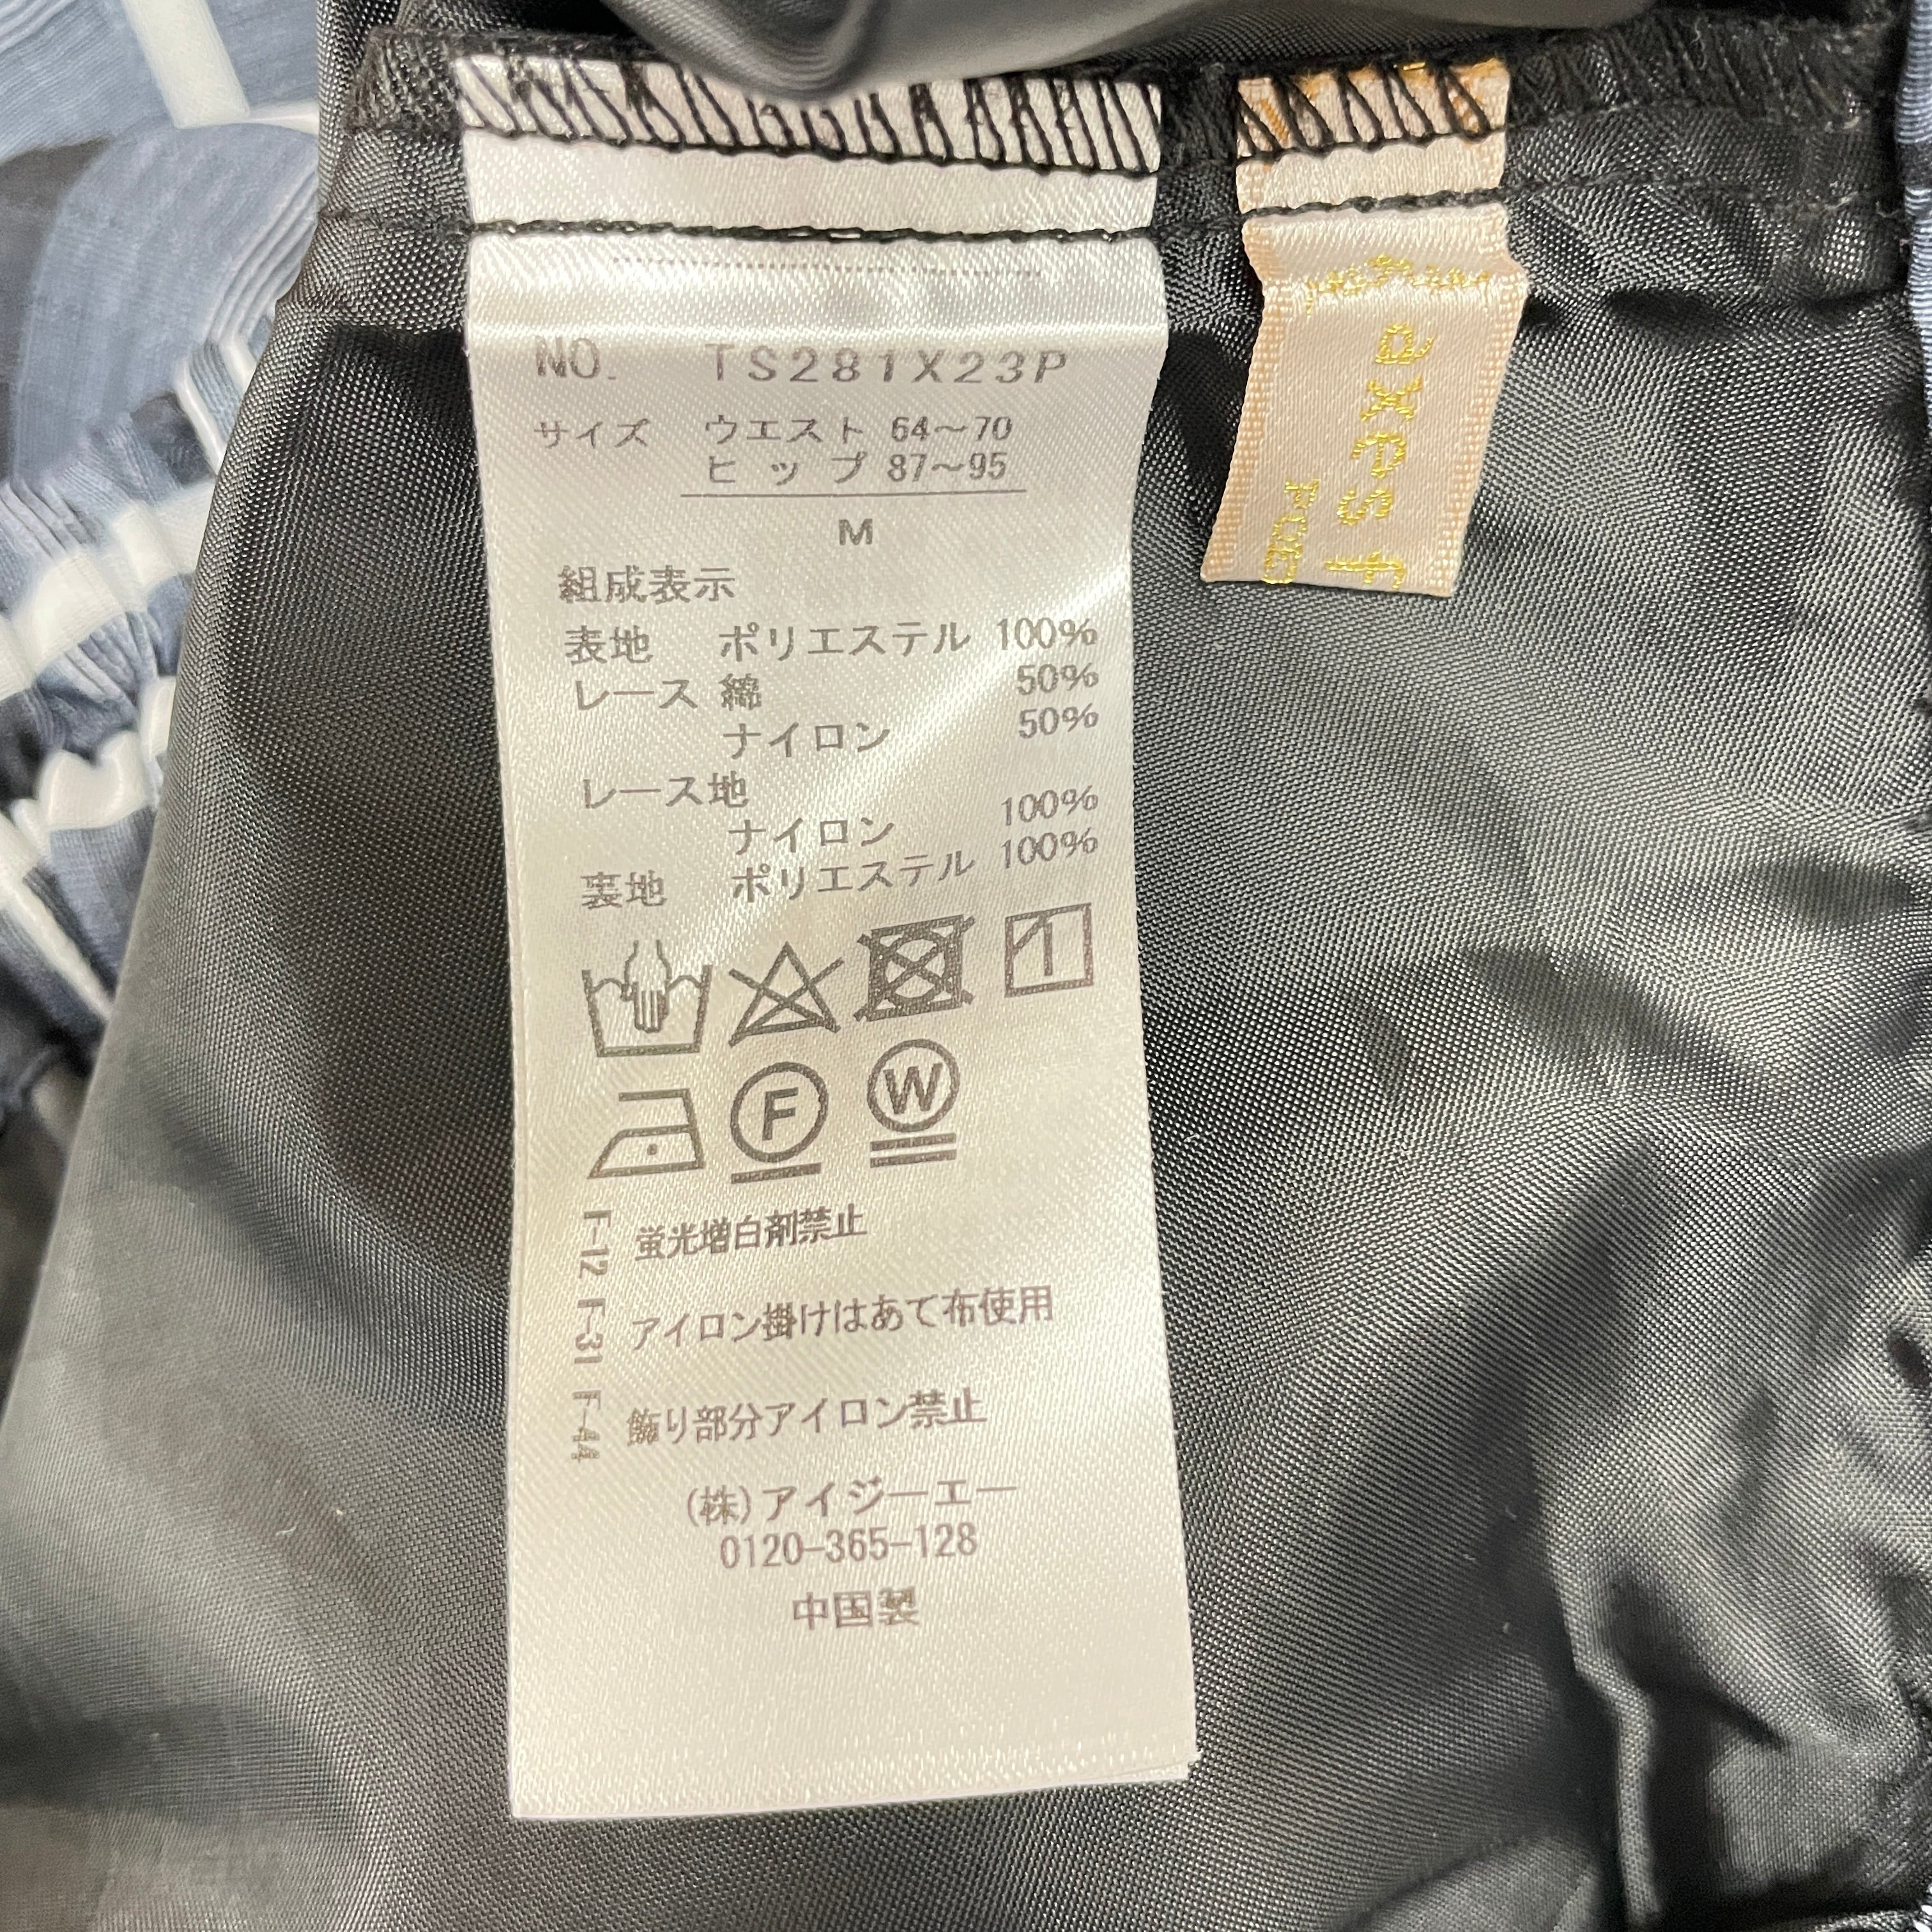 NO. TS281X23P
サイズ ウエスト 64～70
ヒップ 87～95
M
組成表示
表地 ポリエステル 100%
レース 綿 50%
ナイロン 50%
レース地
ナイロン 100%
裏地 ポリエステル 100%
1
F W
F-12 蛍光増白剤禁止
F-31 アイロン掛けはあて布使用
F-44 飾り部分アイロン禁止
(株)アイジーエー
0120-365-128
中国製
axes f